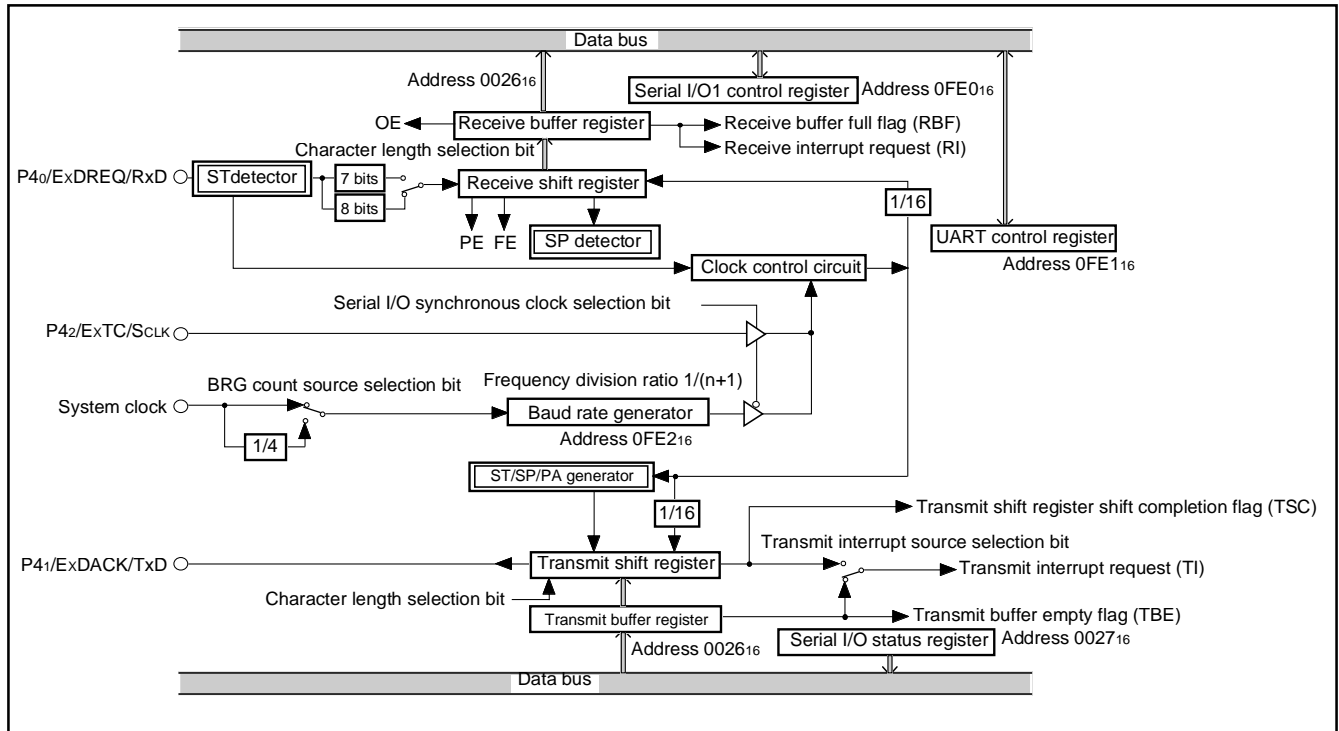 Data bus
Address 002616
Serial I/O1 control register
Address 0FE016
OE
Receive buffer register
Receive buffer full flag (RBF)
Character length selection bit
Receive interrupt request (RI)
P40/EXDREQ/RxD
STdetector
7 bits
8 bits
Receive shift register
1/16
PE
FE
SP detector
UART control register
Address 0FE116
Clock control circuit
Serial I/O synchronous clock selection bit
P42/EXTC/SCLK
BRG count source selection bit
Frequency division ratio 1/(n+1)
System clock
Baud rate generator
1/4
Address 0FE216
ST/SP/PA generator
1/16
Transmit shift register shift completion flag (TSC)
Transmit interrupt source selection bit
P41/EXDACK/TxD
Transmit shift register
Transmit interrupt request (TI)
Character length selection bit
Transmit buffer register
Transmit buffer empty flag (TBE)
Address 002616
Serial I/O status register
Address 002716
Data bus